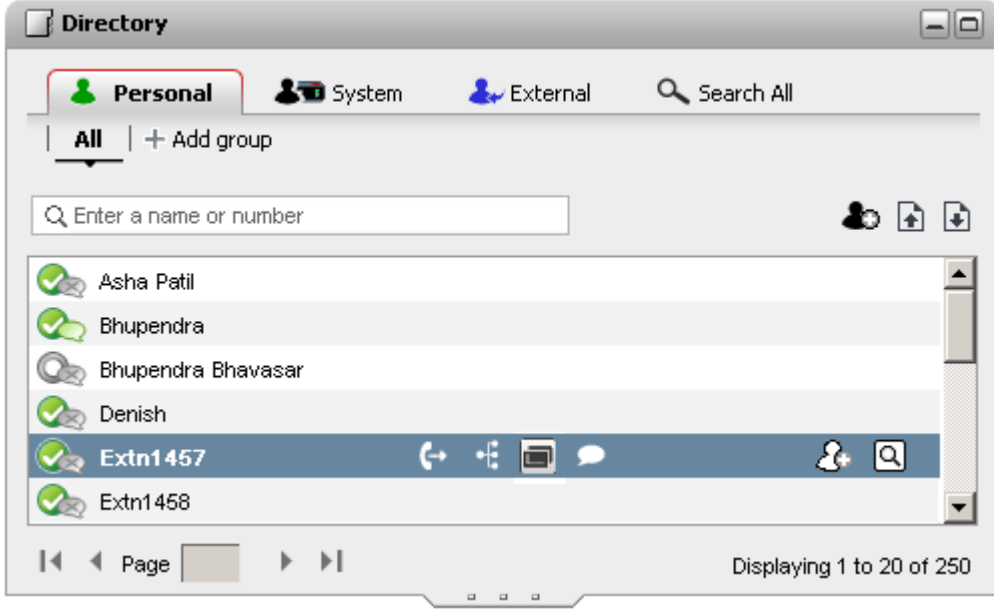 Directory
Personal System External Search All
All + Add group
Enter a name or number
Asha Patil
Bhupendra
Bhupendra Bhavasar
Denish
Extn1457
Extn1458
Page Displaying 1 to 20 of 250